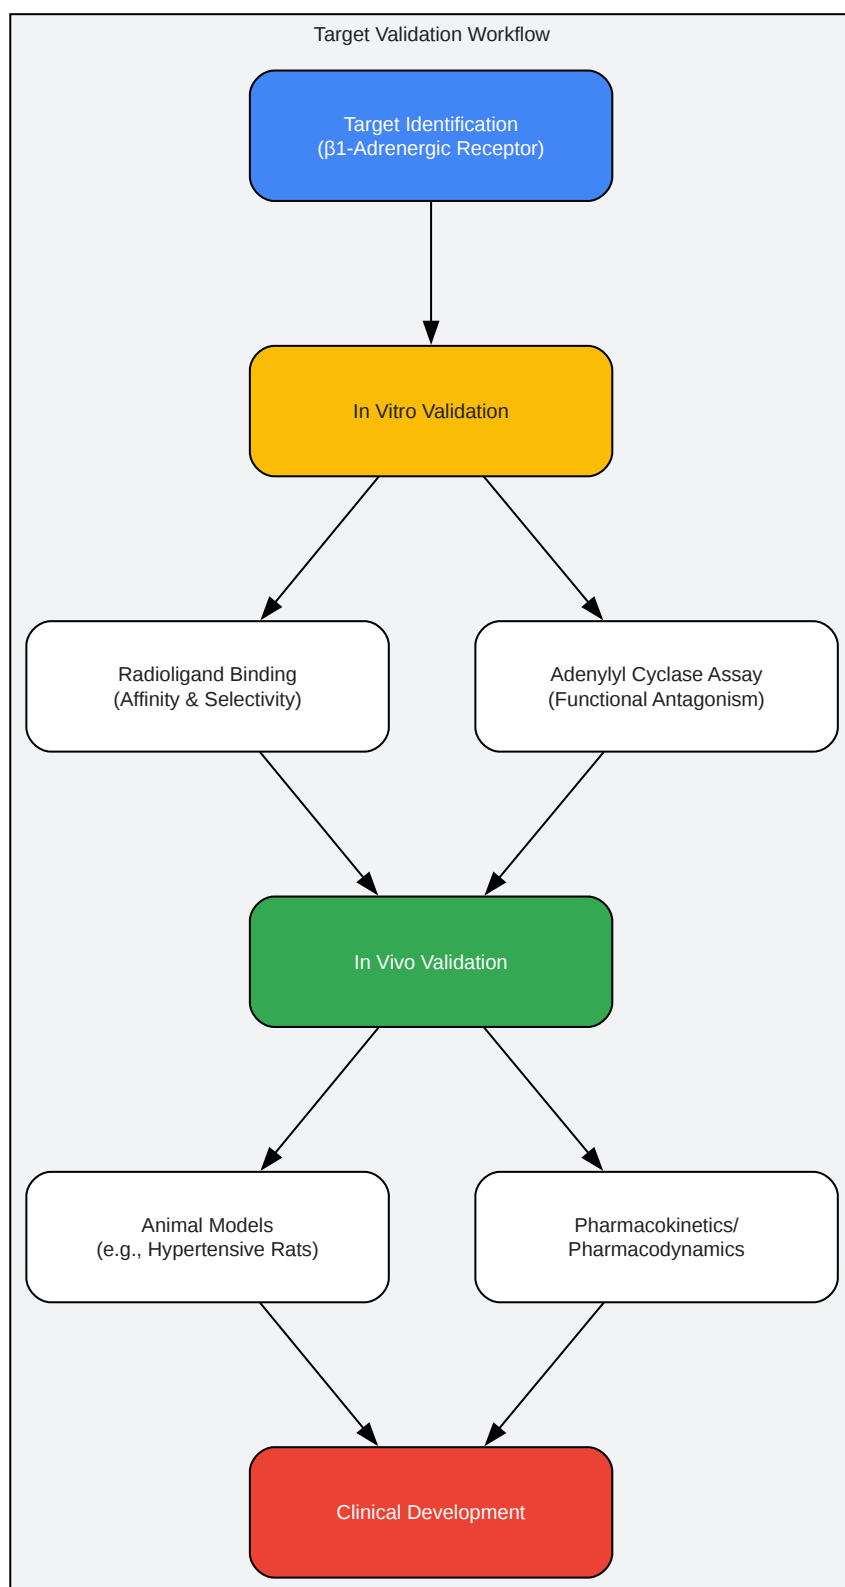 Target Validation Workflow
Target Identification
(β1-Adrenergic Receptor)
In Vitro Validation
Radioligand Binding
(Affinity & Selectivity)
Adenylyl Cyclase Assay
(Functional Antagonism)
In Vivo Validation
Animal Models
(e.g., Hypertensive Rats)
Pharmacokinetics/
Pharmacodynamics
Clinical Development